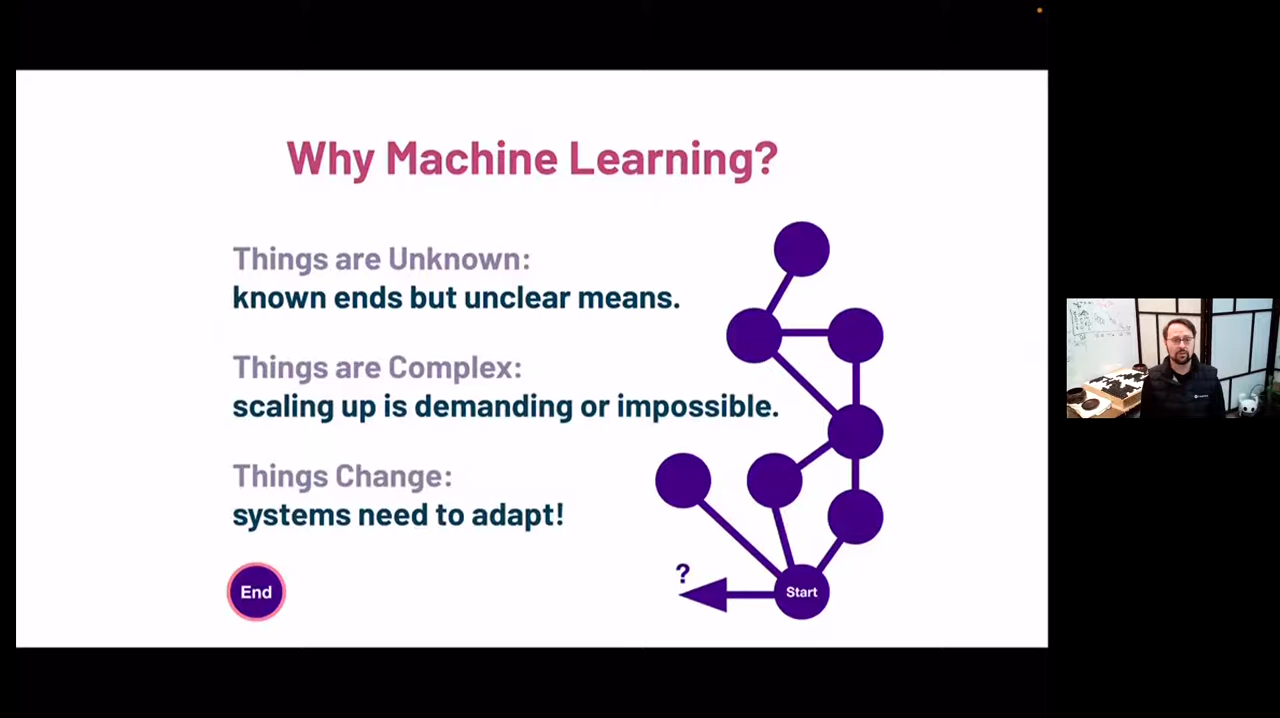 Why Machine Learning?
Things are Unknown:
known ends but unclear means.
Things are Complex:
scaling up is demanding or impossible.
Things Change:
systems need to adapt!
?
End
Start